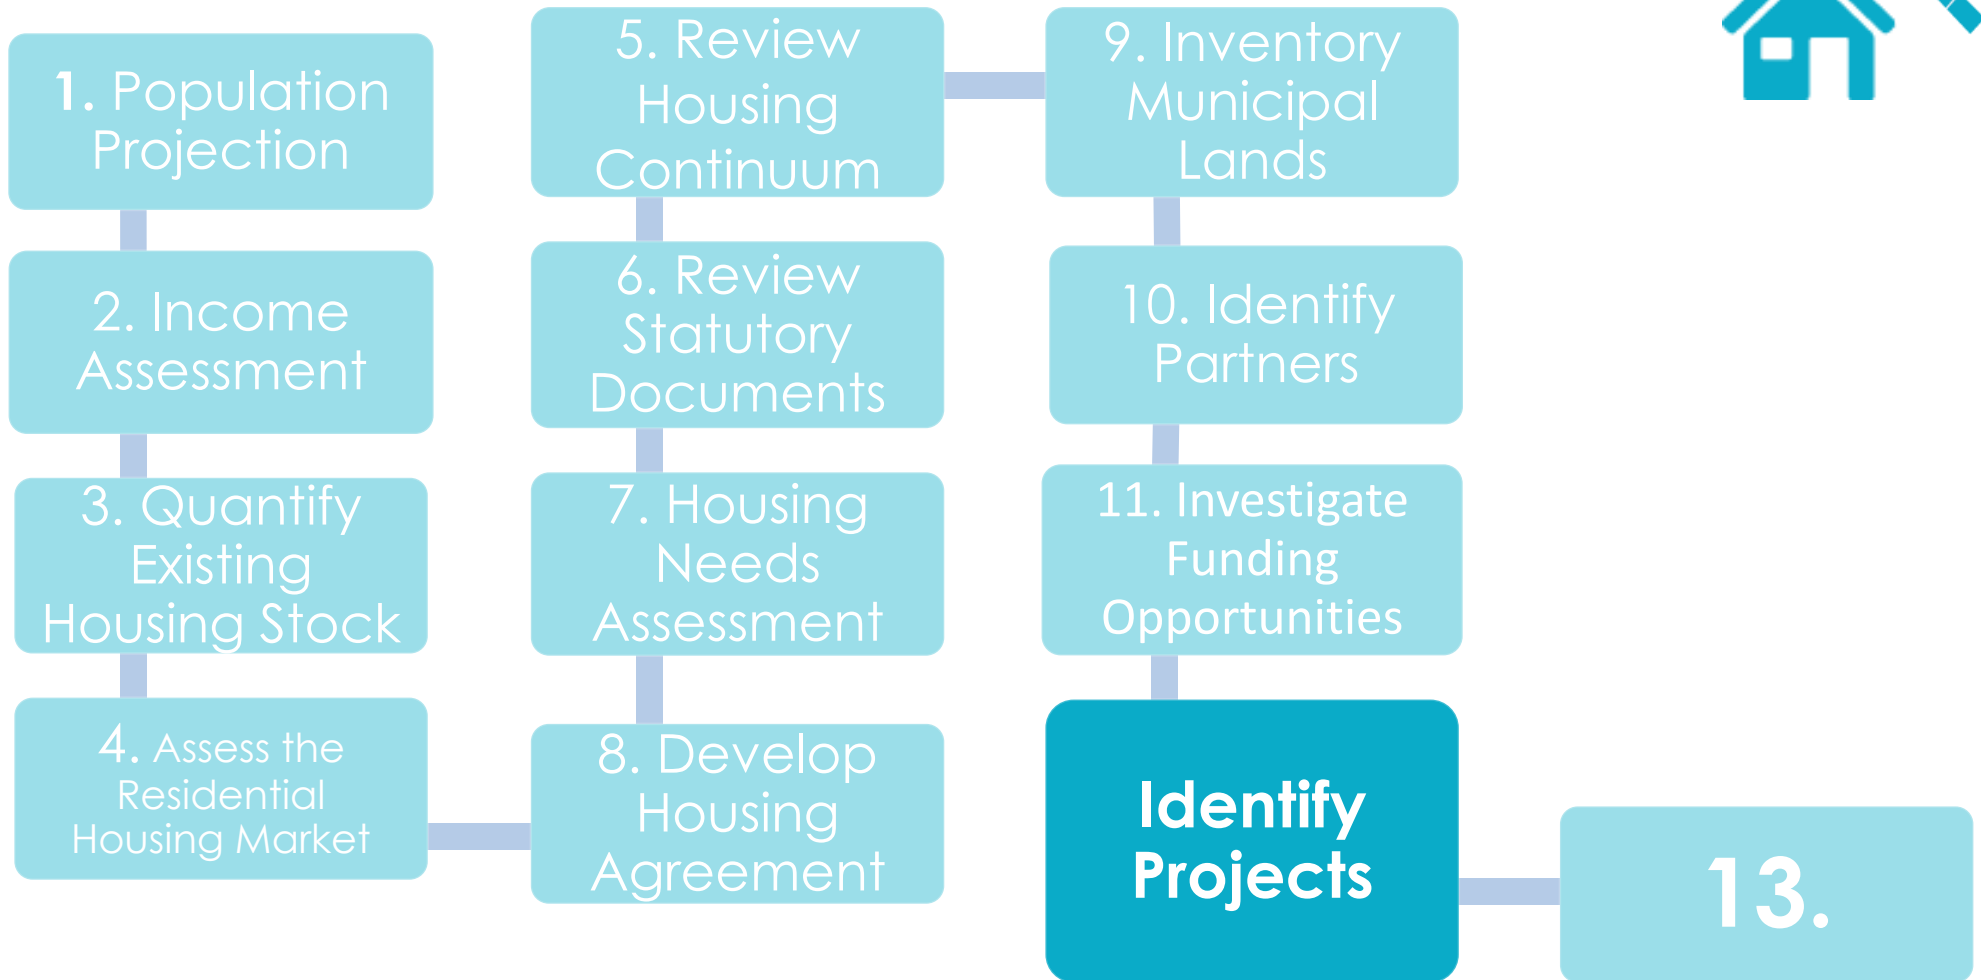 1. Population
Projection
2. Income
Assessment
3. Quantify
Existing
Housing Stock
4. Assess the
Residential
Housing Market
5. Review
Housing
Continuum
6. Review
Statutory
Documents
7. Housing
Needs
Assessment
8. Develop
Housing
Agreement
9. Inventory
Municipal
Lands
10. Identify
Partners
11. Investigate
Funding
Opportunities
Identify
Projects
13.